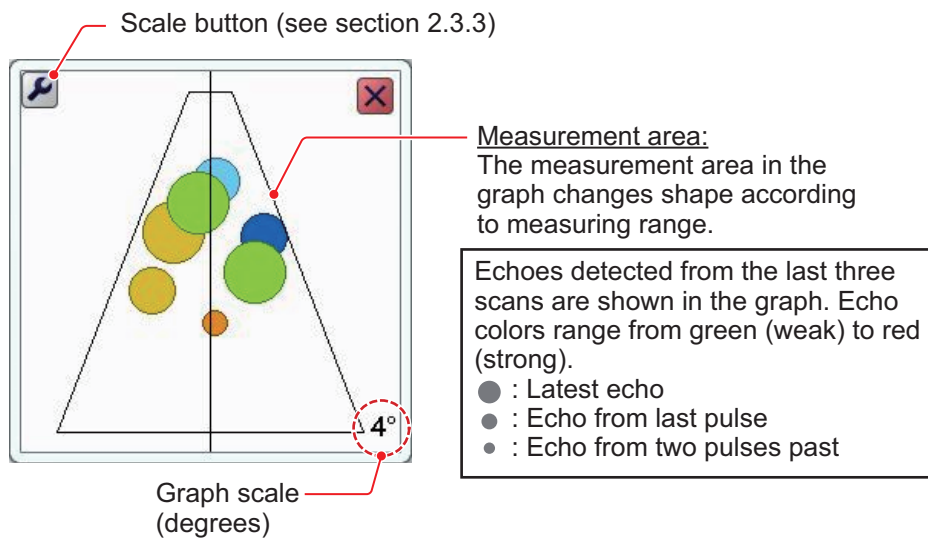 Scale button (see section 2.3.3)
Measurement area:
The measurement area in the
graph changes shape according
to measuring range.
Echoes detected from the last three
scans are shown in the graph. Echo
colors range from green (weak) to red
(strong).
: Latest echo
: Echo from last pulse
: Echo from two pulses past
4°
Graph scale
(degrees)